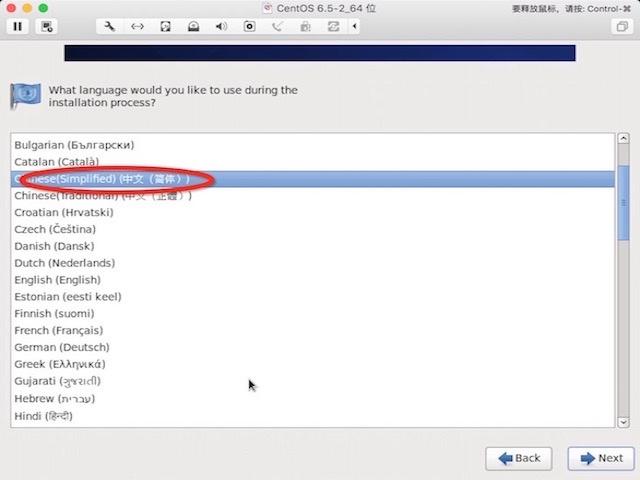 CentOS 6.5-2_64 位
要释放鼠标，请按: Control-⌘
What language would you like to use during the
installation process?
Bulgarian (Български)
Catalan (Català)
Chinese(Simplified) (中文（简体）)
Chinese(Traditional) (中文（正體）)
Croatian (Hrvatski)
Czech (Čeština)
Danish (Dansk)
Dutch (Nederlands)
English (English)
Estonian (eesti keel)
Finnish (suomi)
French (Français)
German (Deutsch)
Greek (Ελληνικά)
Gujarati (ગુજરાતી)
Hebrew (עברית)
Hindi (हिन्दी)
Back
Next